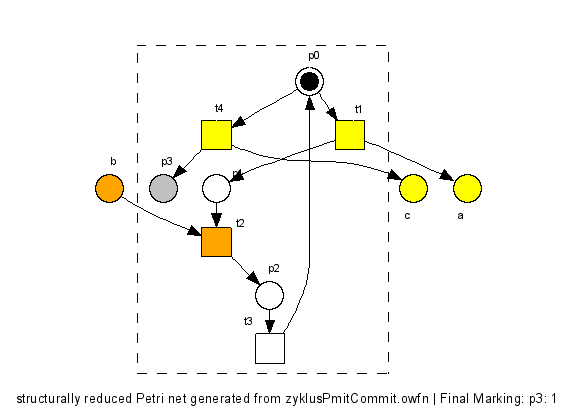 p0
t4
t1
b
p3
t2
c
a
p2
t3
structurally reduced Petri net generated from zyklusPmitCommit.owfn | Final Marking: p3: 1